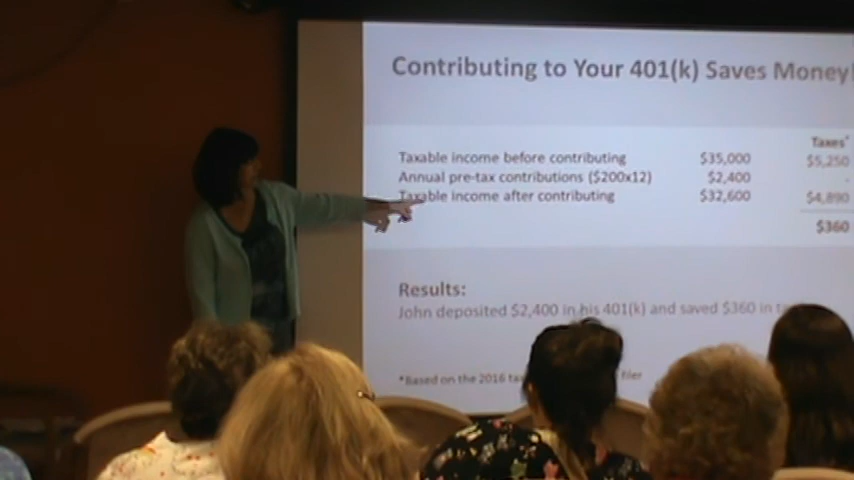 Contributing to Your 401(k) Saves Money!
Taxes*
Taxable income before contributing $35,000 $5,250
Annual pre-tax contributions ($200x12) $2,400 -
Taxable income after contributing $32,600 $4,890
$360
Results:
John deposited $2,400 in his 401(k) and saved $360 in
*Based on the 2016 filer